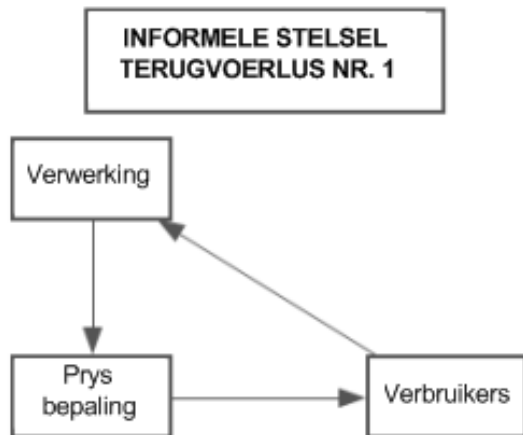 INFORMELE STELSEL
TERUGVOERLUS NR. 1
Verwerking
Prys
bepaling
Verbruikers